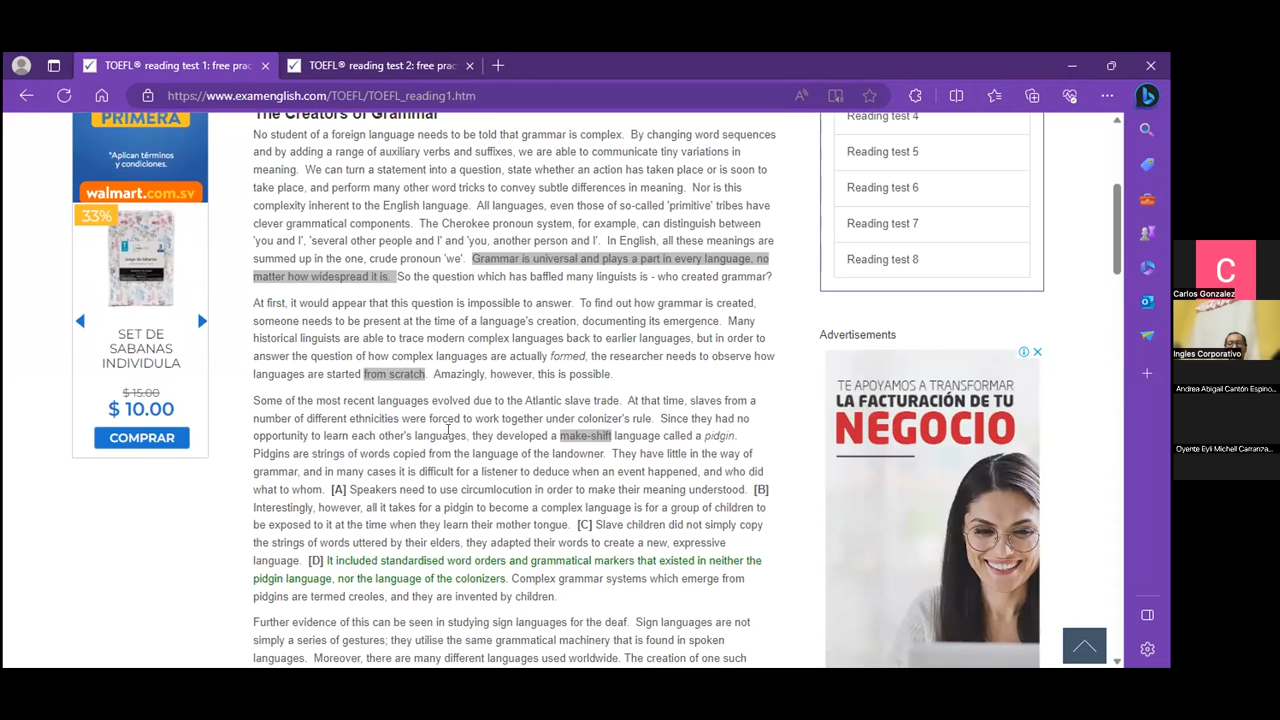 TOEFL® reading test 1: free prac
TOEFL® reading test 2: free prac
https://www.examenglish.com/TOEFL/TOEFL_reading1.htm
PRIMERA
*Aplican términos
y condiciones.
walmart.com.sv
33%
SET DE
SABANAS
INDIVIDULA
$ 15.00
$ 10.00
COMPRAR
The Creators of Grammar
No student of a foreign language needs to be told that grammar is complex. By changing word sequences
and by adding a range of auxiliary verbs and suffixes, we are able to communicate tiny variations in
meaning. We can turn a statement into a question, state whether an action has taken place or is soon to
take place, and perform many other word tricks to convey subtle differences in meaning. Nor is this
complexity inherent to the English language. All languages, even those of so-called 'primitive' tribes have
clever grammatical components. The Cherokee pronoun system, for example, can distinguish between
'you and I', 'several other people and I' and 'you, another person and I'. In English, all these meanings are
summed up in the one, crude pronoun 'we'. Grammar is universal and plays a part in every language, no
matter how widespread it is. So the question which has baffled many linguists is - who created grammar?
At first, it would appear that this question is impossible to answer. To find out how grammar is created,
someone needs to be present at the time of a language's creation, documenting its emergence. Many
historical linguists are able to trace modern complex languages back to earlier languages, but in order to
answer the question of how complex languages are actually formed, the researcher needs to observe how
languages are started from scratch. Amazingly, however, this is possible.
Some of the most recent languages evolved due to the Atlantic slave trade. At that time, slaves from a
number of different ethnicities were forced to work together under colonizer's rule. Since they had no
opportunity to learn each other's languages, they developed a make-shift language called a pidgin.
Pidgins are strings of words copied from the language of the landowner. They have little in the way of
grammar, and in many cases it is difficult for a listener to deduce when an event happened, and who did
what to whom. [A] Speakers need to use circumlocution in order to make their meaning understood. [B]
Interestingly, however, all it takes for a pidgin to become a complex language is for a group of children to
be exposed to it at the time when they learn their mother tongue. [C] Slave children did not simply copy
the strings of words uttered by their elders, they adapted their words to create a new, expressive
language. [D] It included standardised word orders and grammatical markers that existed in neither the
pidgin language, nor the language of the colonizers. Complex grammar systems which emerge from
pidgins are termed creoles, and they are invented by children.
Further evidence of this can be seen in studying sign languages for the deaf. Sign languages are not
simply a series of gestures; they utilise the same grammatical machinery that is found in spoken
languages. Moreover, there are many different languages used worldwide. The creation of one such
Reading test 4
Reading test 5
Reading test 6
Reading test 7
Reading test 8
Advertisements
TE APOYAMOS A TRANSFORMAR
LA FACTURACIÓN DE TU
NEGOCIO
C
Carlos Gonzalez
Ingles Corporativo
Andrea Abigail Cantón Espino...
Oyente Eyli Michell Carranza...